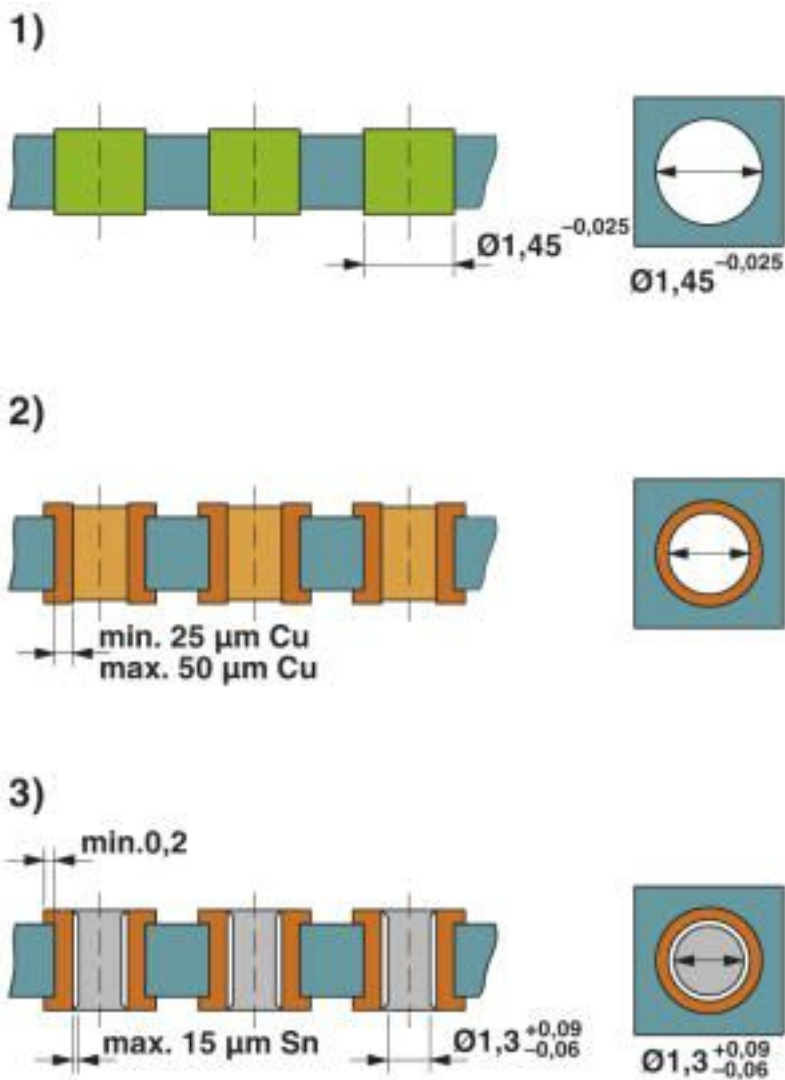 1)
Ø1,45 −0,025
Ø1,45 −0,025
2)
min. 25 µm Cu
max. 50 µm Cu
3)
min.0,2
max. 15 µm Sn
Ø1,3 +0,09 −0,06
Ø1,3 +0,09 −0,06